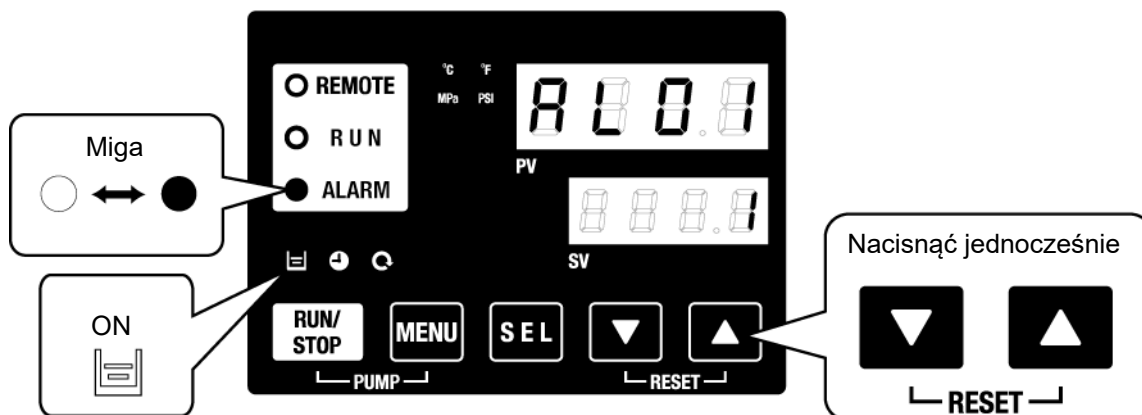 Miga
ON
REMOTE
RUN
ALARM
°C °F
MPa PSI
AL01
PV
1
SV
RUN/
STOP
MENU
SEL
PUMP
RESET
Nacisnąć jednocześnie
RESET